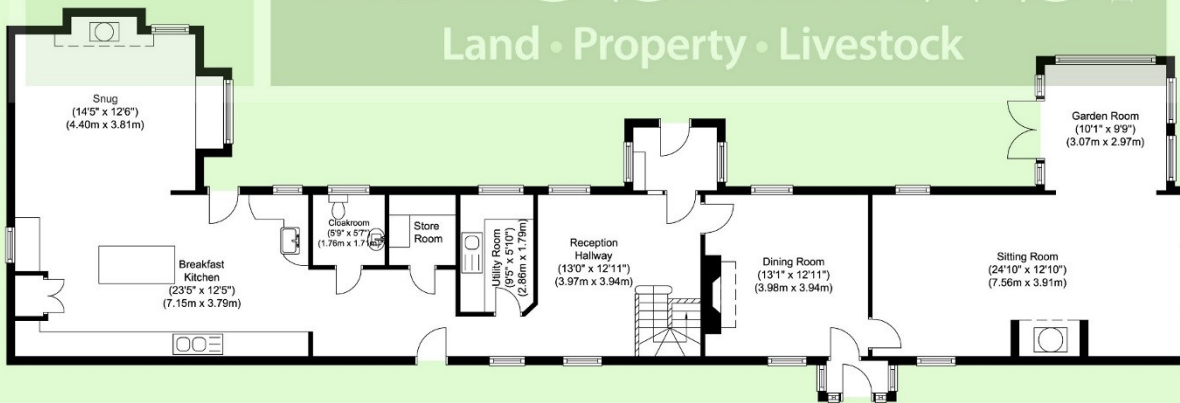 Land • Property • Livestock
Snug
(14'5" x 12'6")
(4.40m x 3.81m)
Garden Room
(10'1" x 9'9")
(3.07m x 2.97m)
Cloakroom
(5'9" x 5'7")
(1.76m x 1.71m)
Store
Room
Utility Room
(9'5" x 5'10")
(2.86m x 1.79m)
Reception
Hallway
(13'0" x 12'11")
(3.97m x 3.94m)
Dining Room
(13'1" x 12'11")
(3.98m x 3.94m)
Sitting Room
(24'10" x 12'10")
(7.56m x 3.91m)
Breakfast
Kitchen
(23'5" x 12'5")
(7.15m x 3.79m)